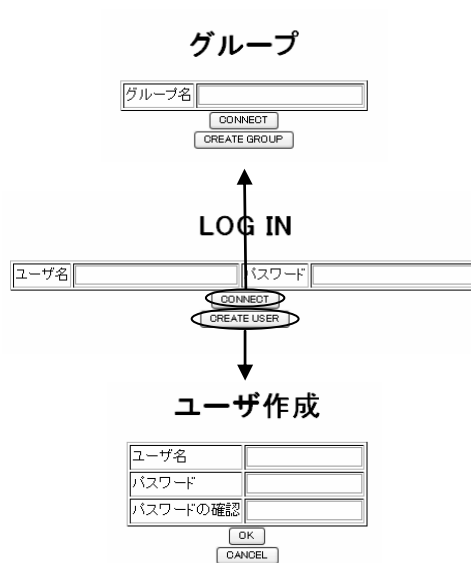 グループ
グループ名
CONNECT
CREATE GROUP
LOG IN
ユーザ名 パスワード
CONNECT
CREATE USER
ユーザ作成
ユーザ名
パスワード
パスワードの確認
OK
CANCEL